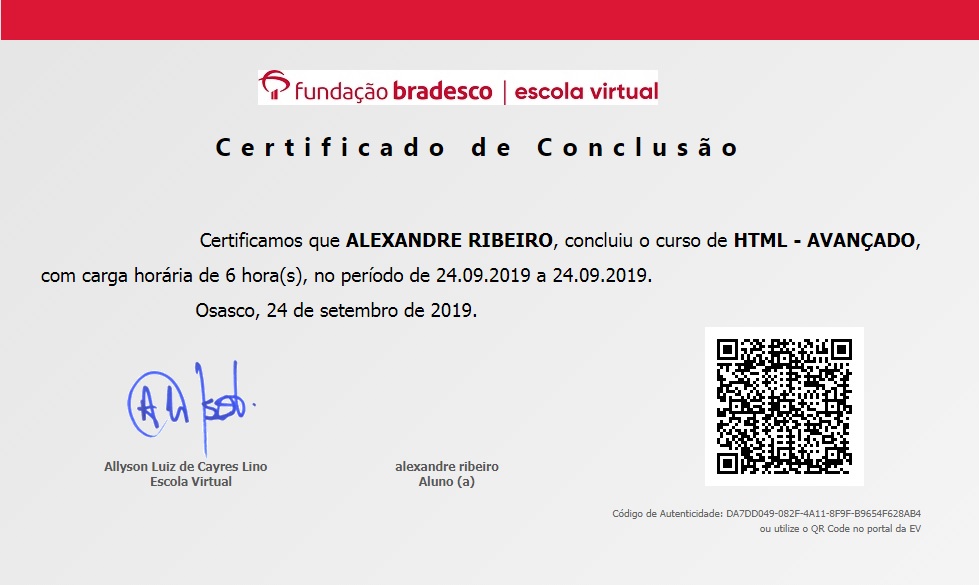 fundação bradesco | escola virtual
Certificado de Conclusão
Certificamos que ALEXANDRE RIBEIRO, concluiu o curso de HTML - AVANÇADO,
com carga horária de 6 hora(s), no período de 24.09.2019 a 24.09.2019.
Osasco, 24 de setembro de 2019.
Allyson Luiz de Cayres Lino
Escola Virtual
alexandre ribeiro
Aluno (a)
Código de Autenticidade: DA7DD049-082F-4A11-8F9F-B9654F628AB4
ou utilize o QR Code no portal da EV